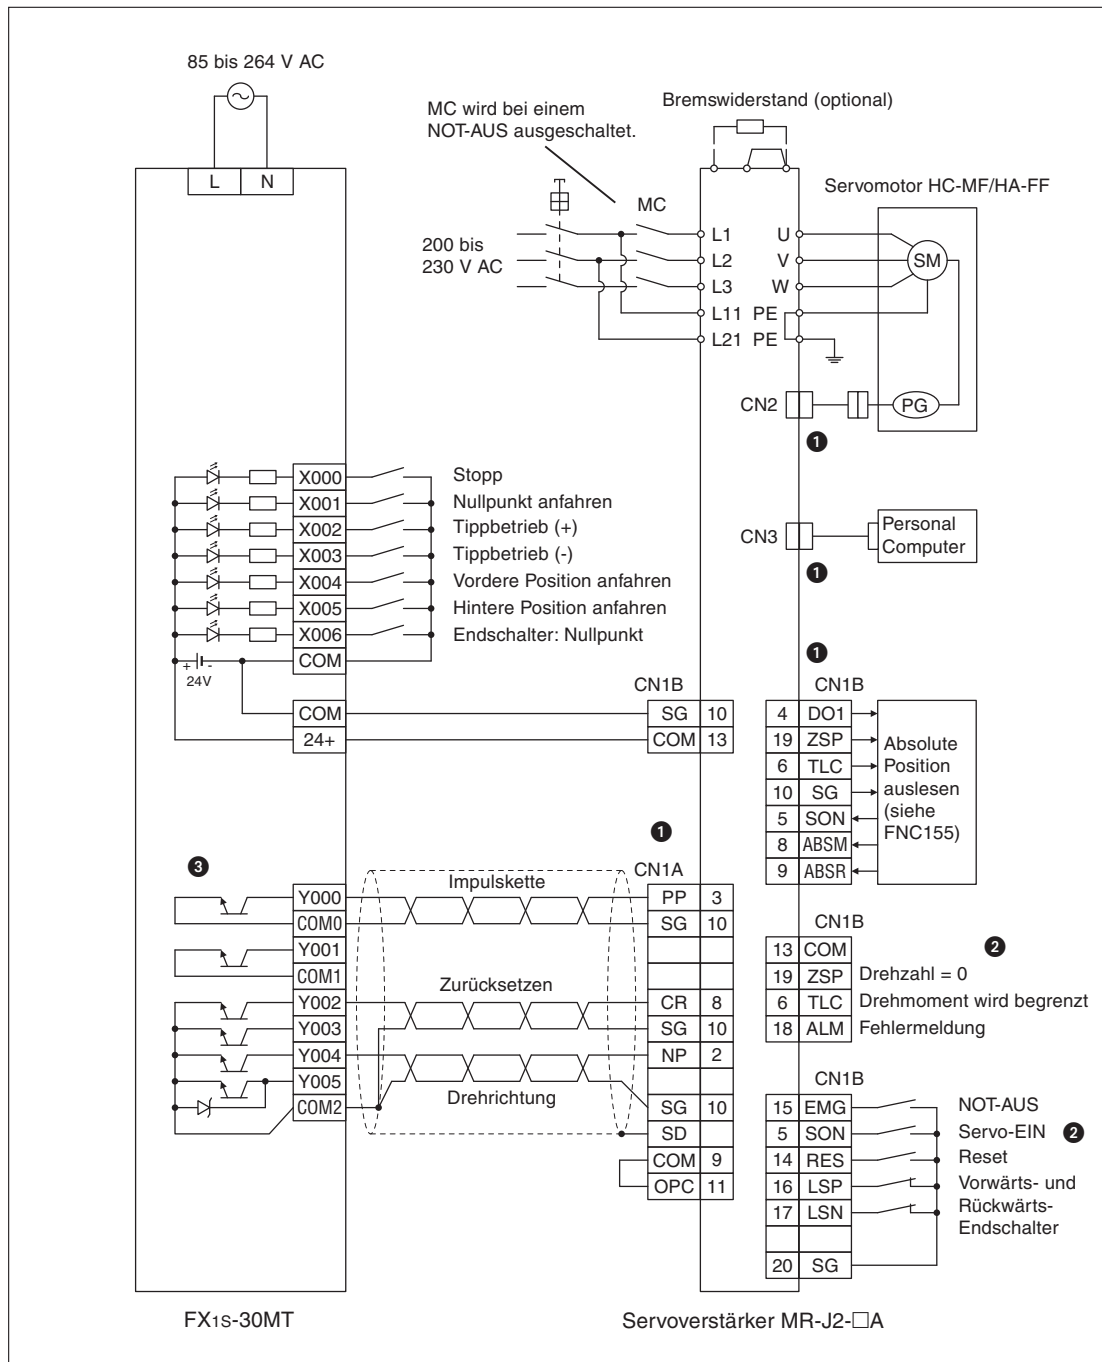 85 bis 264 V AC
L N
MC wird bei einem
NOT-AUS ausgeschaltet.
Bremswiderstand (optional)
Servomotor HC-MF/HA-FF
MC
200 bis
230 V AC
L1 U
L2 V
L3 W
L11 PE
L21 PE
SM
CN2
PG
1
X000 Stopp
X001 Nullpunkt anfahren
X002 Tippbetrieb (+)
X003 Tippbetrieb (-)
X004 Vordere Position anfahren
X005 Hintere Position anfahren
X006 Endschalter: Nullpunkt
COM
+ -
24V
CN3
Personal
Computer
1
1
COM
24+
CN1B
SG 10
COM 13
CN1B
4 DO1
19 ZSP
6 TLC
10 SG
5 SON
8 ABSM
9 ABSR
Absolute
Position
auslesen
(siehe
FNC155)
3
Y000
COM0
Y001
COM1
Y002
Y003
Y004
Y005
COM2
Impulskette
Zurücksetzen
Drehrichtung
1
CN1A
PP 3
SG 10
CR 8
SG 10
NP 2
SG 10
SD
COM 9
OPC 11
CN1B
2
13 COM
19 ZSP Drehzahl = 0
6 TLC Drehmoment wird begrenzt
18 ALM Fehlermeldung
CN1B
15 EMG NOT-AUS
5 SON Servo-EIN 2
14 RES Reset
16 LSP Vorwärts- und
17 LSN Rückwärts-
Endschalter
20 SG
FX1S-30MT
Servoverstärker MR-J2-□A